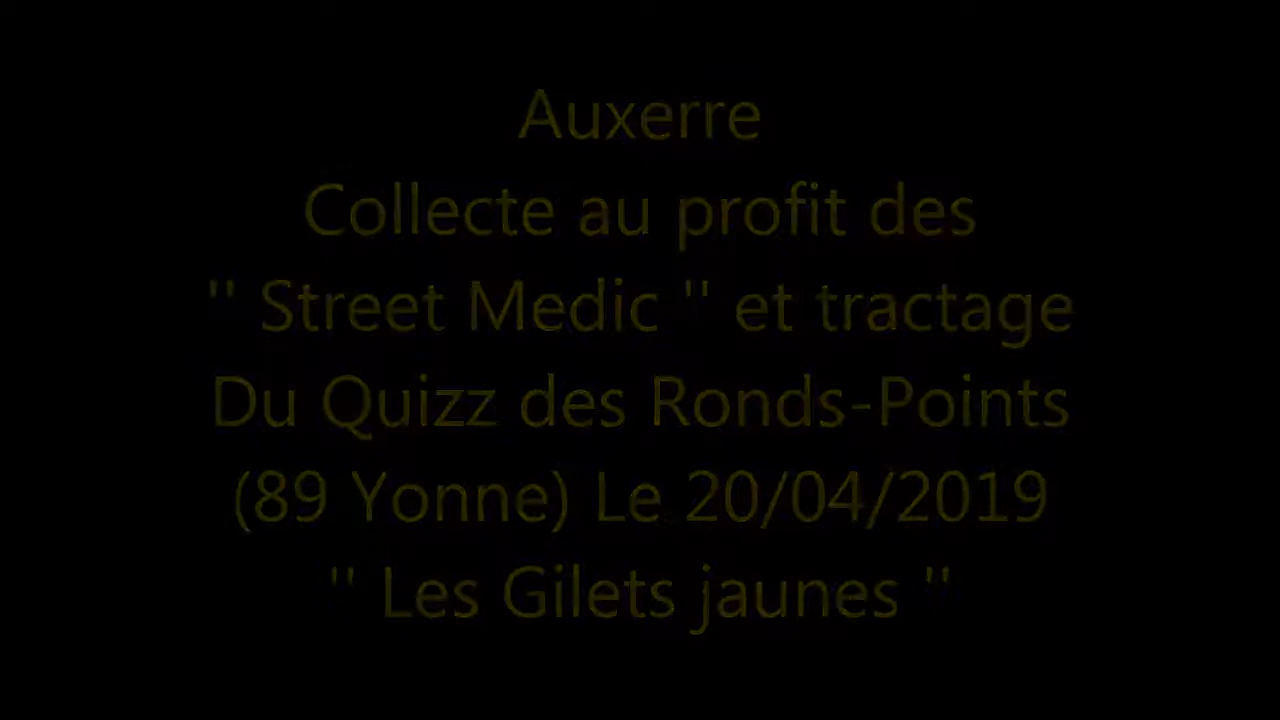 Auxerre
Collecte au profit des
'' Street Medic '' et tractage
Du Quizz des Ronds-Points
(89 Yonne) Le 20/04/2019
'' Les Gilets jaunes ''